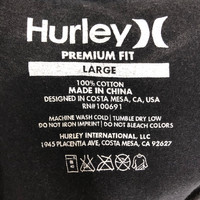 Hurley
PREMIUM FIT
LARGE
100% COTTON
MADE IN CHINA
DESIGNED IN COSTA MESA, CA, USA
RN#100691
MACHINE WASH COLD | TUMBLE DRY LOW
DO NOT IRON IMPRINT | DO NOT BLEACH COLORS
HURLEY INTERNATIONAL, LLC
1945 PLACENTIA AVE, COSTA MESA, CA 92627